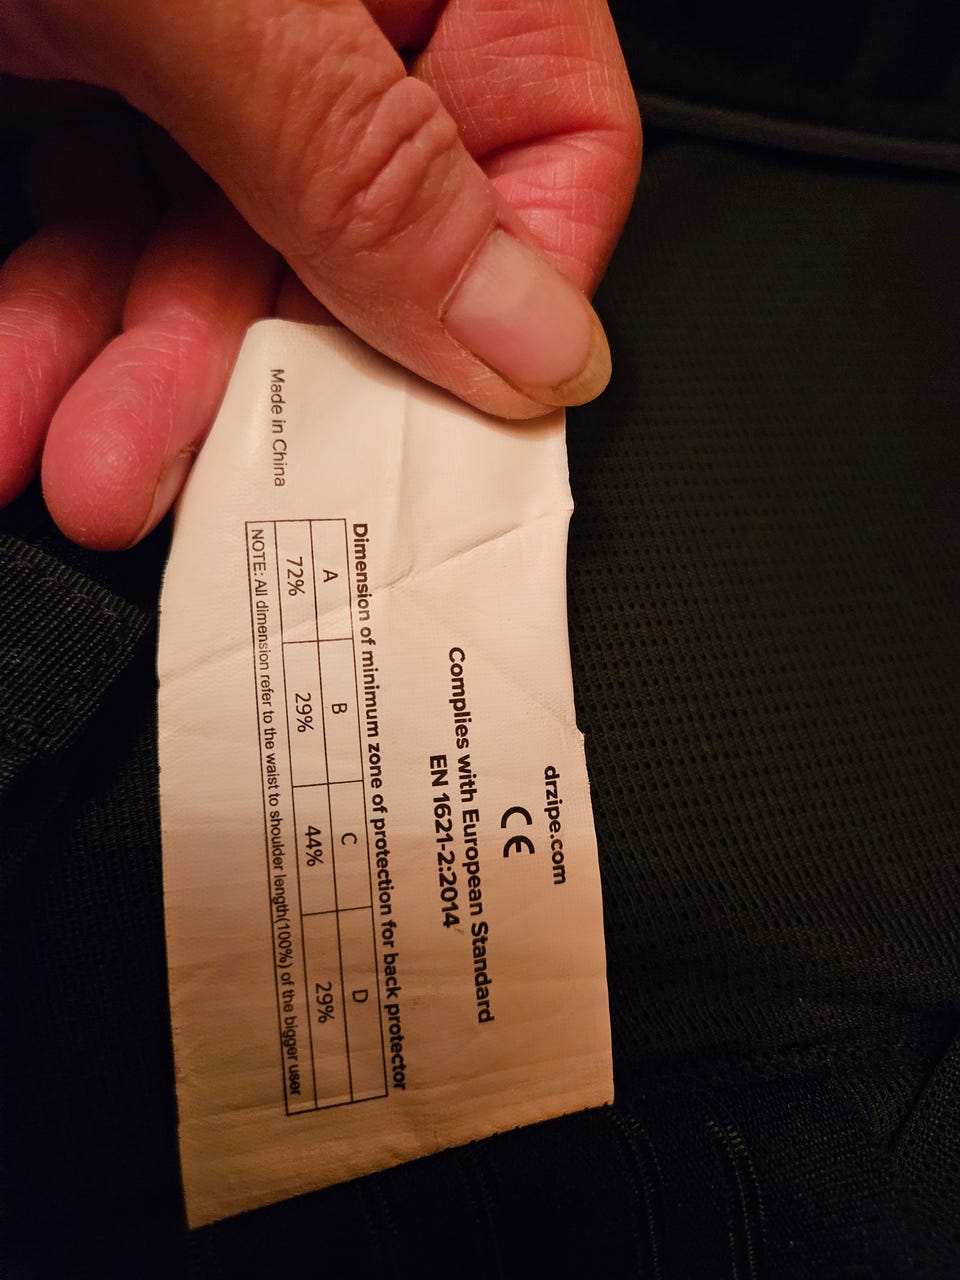 drzipe.com
CE
Complies with European Standard
EN 1621-2:2014
Dimension of minimum zone of protection for back protector
A B C D
72% 29% 44% 29%
NOTE: All dimension refer to the waist to shoulder length(100%) of the bigger user
Made in China